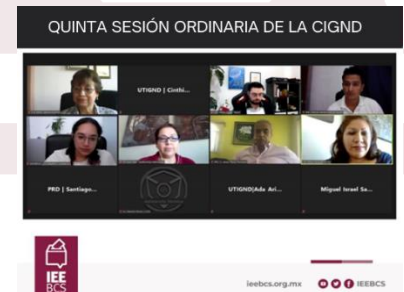 QUINTA SESIÓN ORDINARIA DE LA CIGND
UTIGND | Cinthi...
PRD | Santiago...
UTIGND|Ada Ari...
Miguel Israel Sa...
IEE
BCS
ieebcs.org.mx
IEEBCS